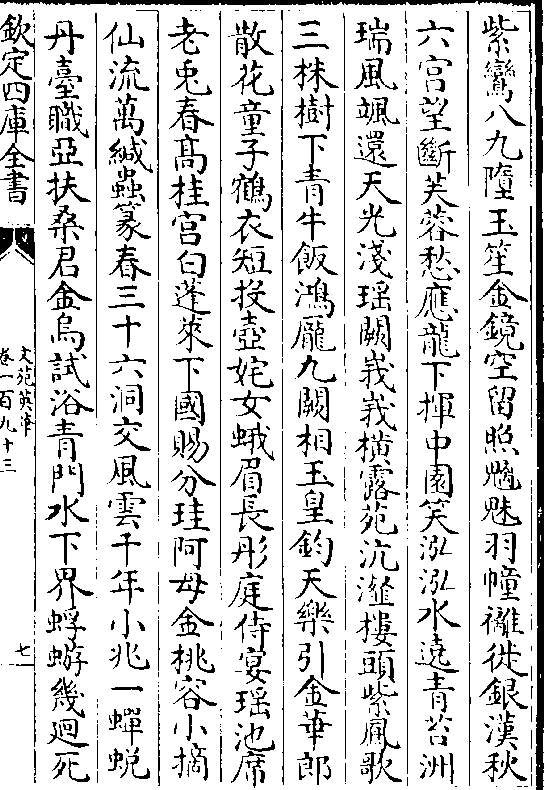 紫鸞八九墮玉笙金鏡空留照魑魅羽幢褵徙銀漢秋
六宫望斷芙蓉愁應龍下揮中園笑泓泓水遶青苔洲
瑞風颯還天光淺瑶闕峩峩橫露苑沆瀣樓頭紫鳳歌
三株樹下青牛飯鴻龎九闕相玉皇鈞天樂引金華郎
散花童子鶴衣短投壺姹女蛾眉長彤庭侍宴瑶池席
老兎春髙桂宫白蓬萊下國賜分珪阿母金桃容小摘
仙流萬緘蟲篆春三十六洞交風雲千年小兆一蟬蛻
丹臺職亞扶桑君金烏試浴青門水下界蜉蝣幾廻死
欽定四庫全書
文苑英華
卷一百九十三
七